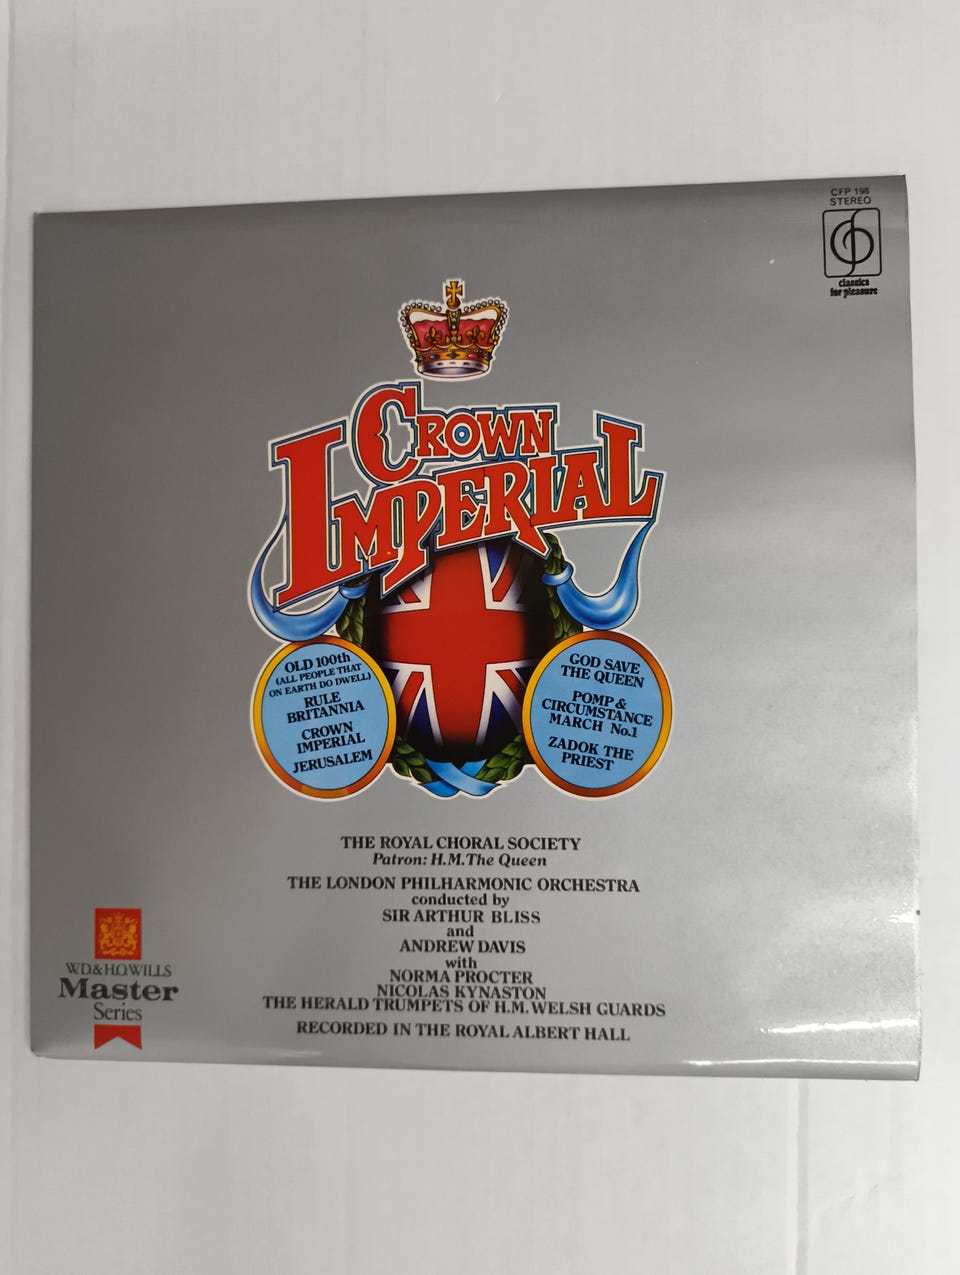 CFP 198
STEREO
classics
for pleasure
CROWN
IMPERIAL
OLD 100th
(ALL PEOPLE THAT
ON EARTH DO DWELL)
RULE
BRITANNIA
CROWN
IMPERIAL
JERUSALEM
GOD SAVE
THE QUEEN
POMP &
CIRCUMSTANCE
MARCH No.1
ZADOK THE
PRIEST
THE ROYAL CHORAL SOCIETY
Patron: H.M.The Queen
THE LONDON PHILHARMONIC ORCHESTRA
conducted by
SIR ARTHUR BLISS
and
ANDREW DAVIS
with
NORMA PROCTER
NICOLAS KYNASTON
THE HERALD TRUMPETS OF H.M. WELSH GUARDS
RECORDED IN THE ROYAL ALBERT HALL
W.D.& H.O.WILLS
Master
Series